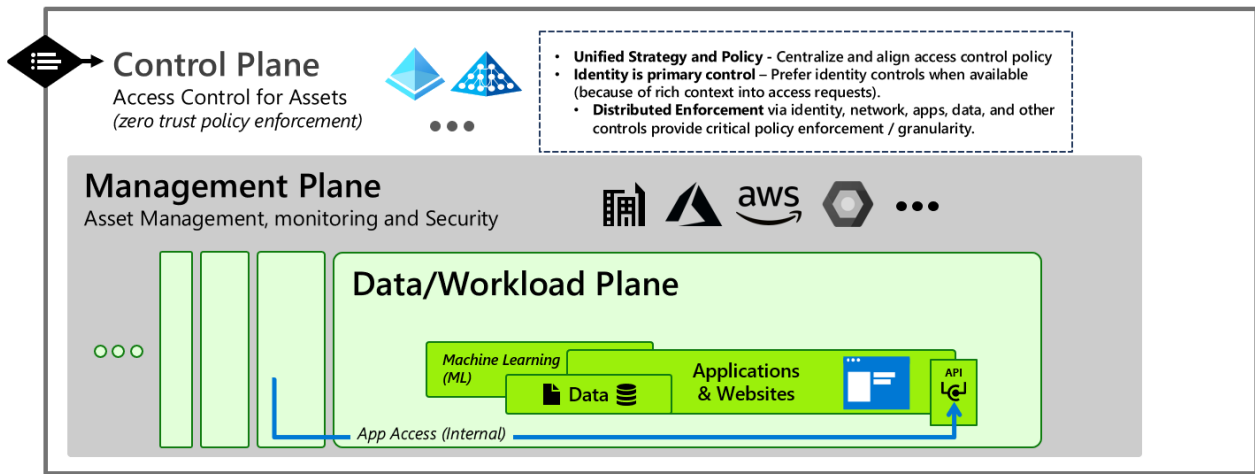 Control Plane
Access Control for Assets
(zero trust policy enforcement)
• Unified Strategy and Policy - Centralize and align access control policy
• Identity is primary control – Prefer identity controls when available
(because of rich context into access requests).
• Distributed Enforcement via identity, network, apps, data, and other
controls provide critical policy enforcement / granularity.
Management Plane
Asset Management, monitoring and Security
aws
Data/Workload Plane
Machine Learning
(ML)
Data
Applications
& Websites
API
App Access (Internal)